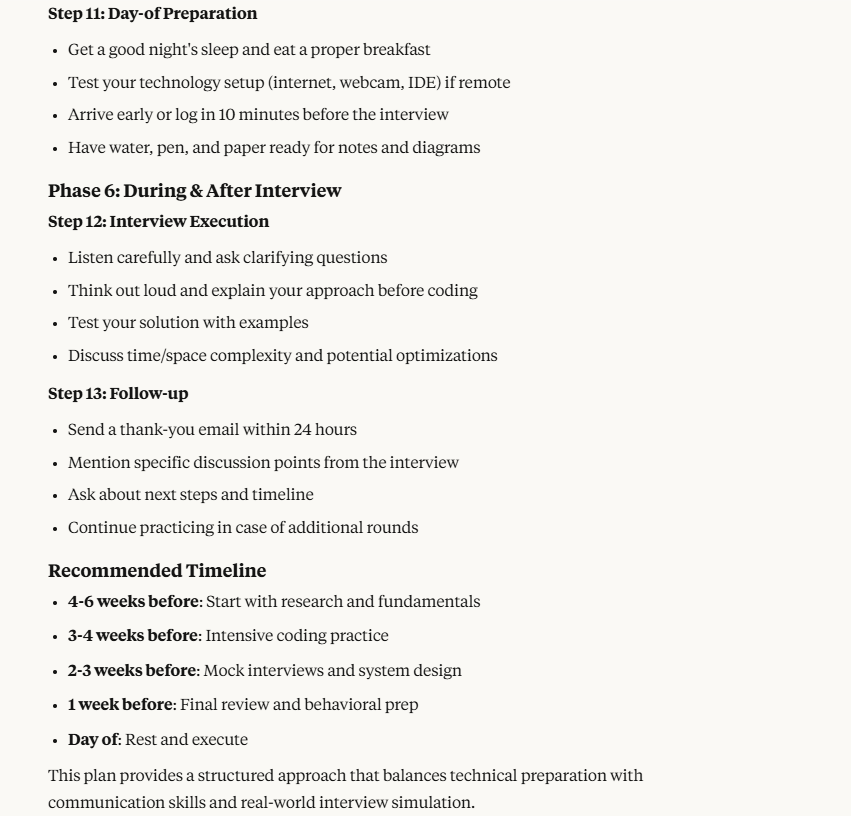 Step 11: Day-of Preparation
• Get a good night's sleep and eat a proper breakfast
• Test your technology setup (internet, webcam, IDE) if remote
• Arrive early or log in 10 minutes before the interview
• Have water, pen, and paper ready for notes and diagrams
Phase 6: During & After Interview
Step 12: Interview Execution
• Listen carefully and ask clarifying questions
• Think out loud and explain your approach before coding
• Test your solution with examples
• Discuss time/space complexity and potential optimizations
Step 13: Follow-up
• Send a thank-you email within 24 hours
• Mention specific discussion points from the interview
• Ask about next steps and timeline
• Continue practicing in case of additional rounds
Recommended Timeline
• 4-6 weeks before: Start with research and fundamentals
• 3-4 weeks before: Intensive coding practice
• 2-3 weeks before: Mock interviews and system design
• 1 week before: Final review and behavioral prep
• Day of: Rest and execute
This plan provides a structured approach that balances technical preparation with
communication skills and real-world interview simulation.